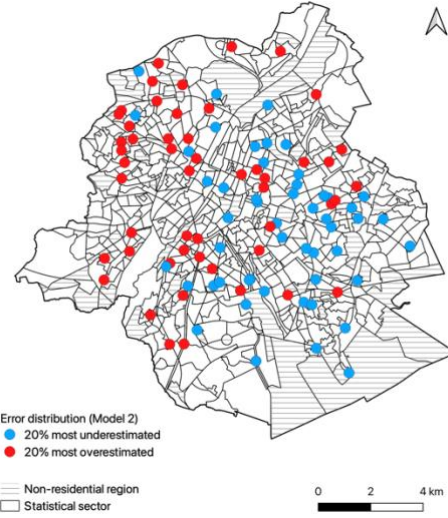 Error distribution (Model 2)
20% most underestimated
20% most overestimated
Non-residential region
Statistical sector
0 2 4 km